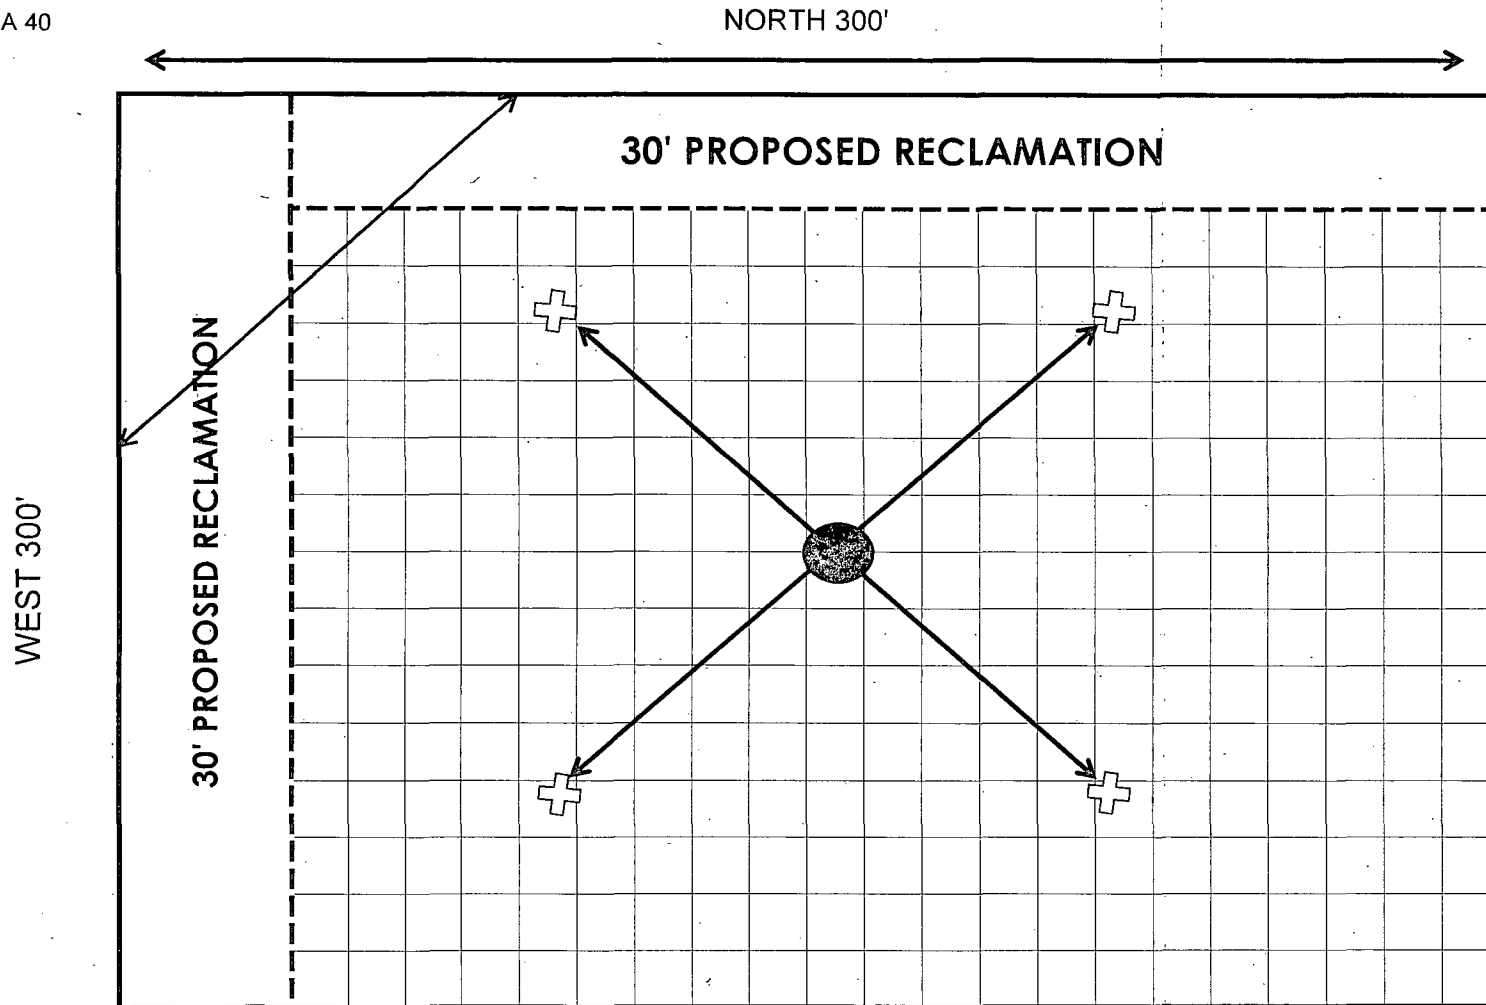 A 40
NORTH 300'
30' PROPOSED RECLAMATION
30' PROPOSED RECLAMATION
WEST 300'